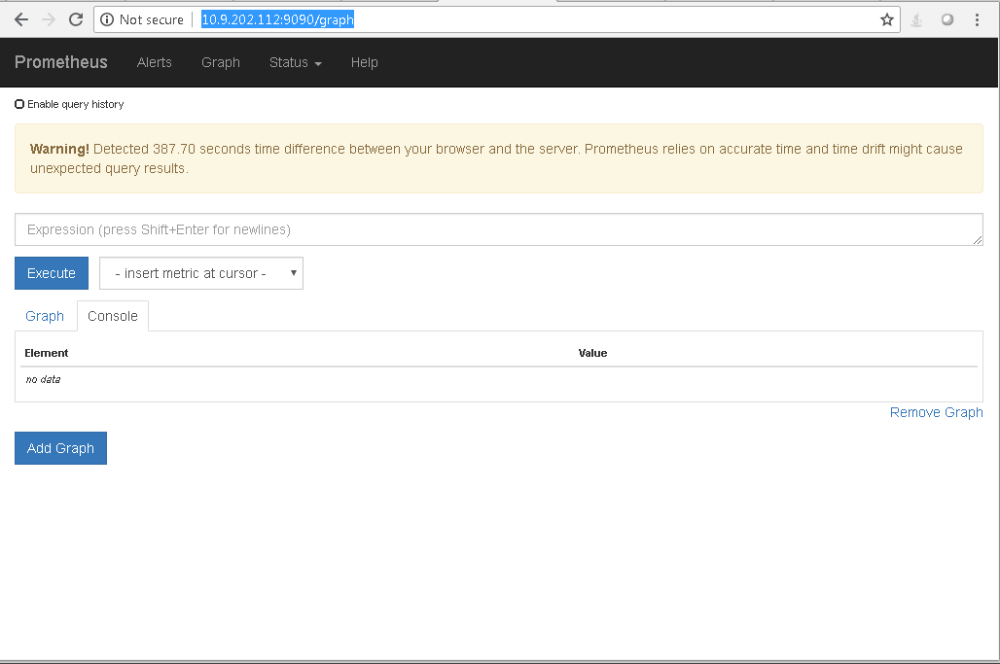 Not secure 10.9.202.112:9090/graph
Prometheus Alerts Graph Status Help
Enable query history
Warning! Detected 387.70 seconds time difference between your browser and the server. Prometheus relies on accurate time and time drift might cause
unexpected query results.
Expression (press Shift+Enter for newlines)
Execute - insert metric at cursor -
Graph Console
Element Value
no data
Remove Graph
Add Graph